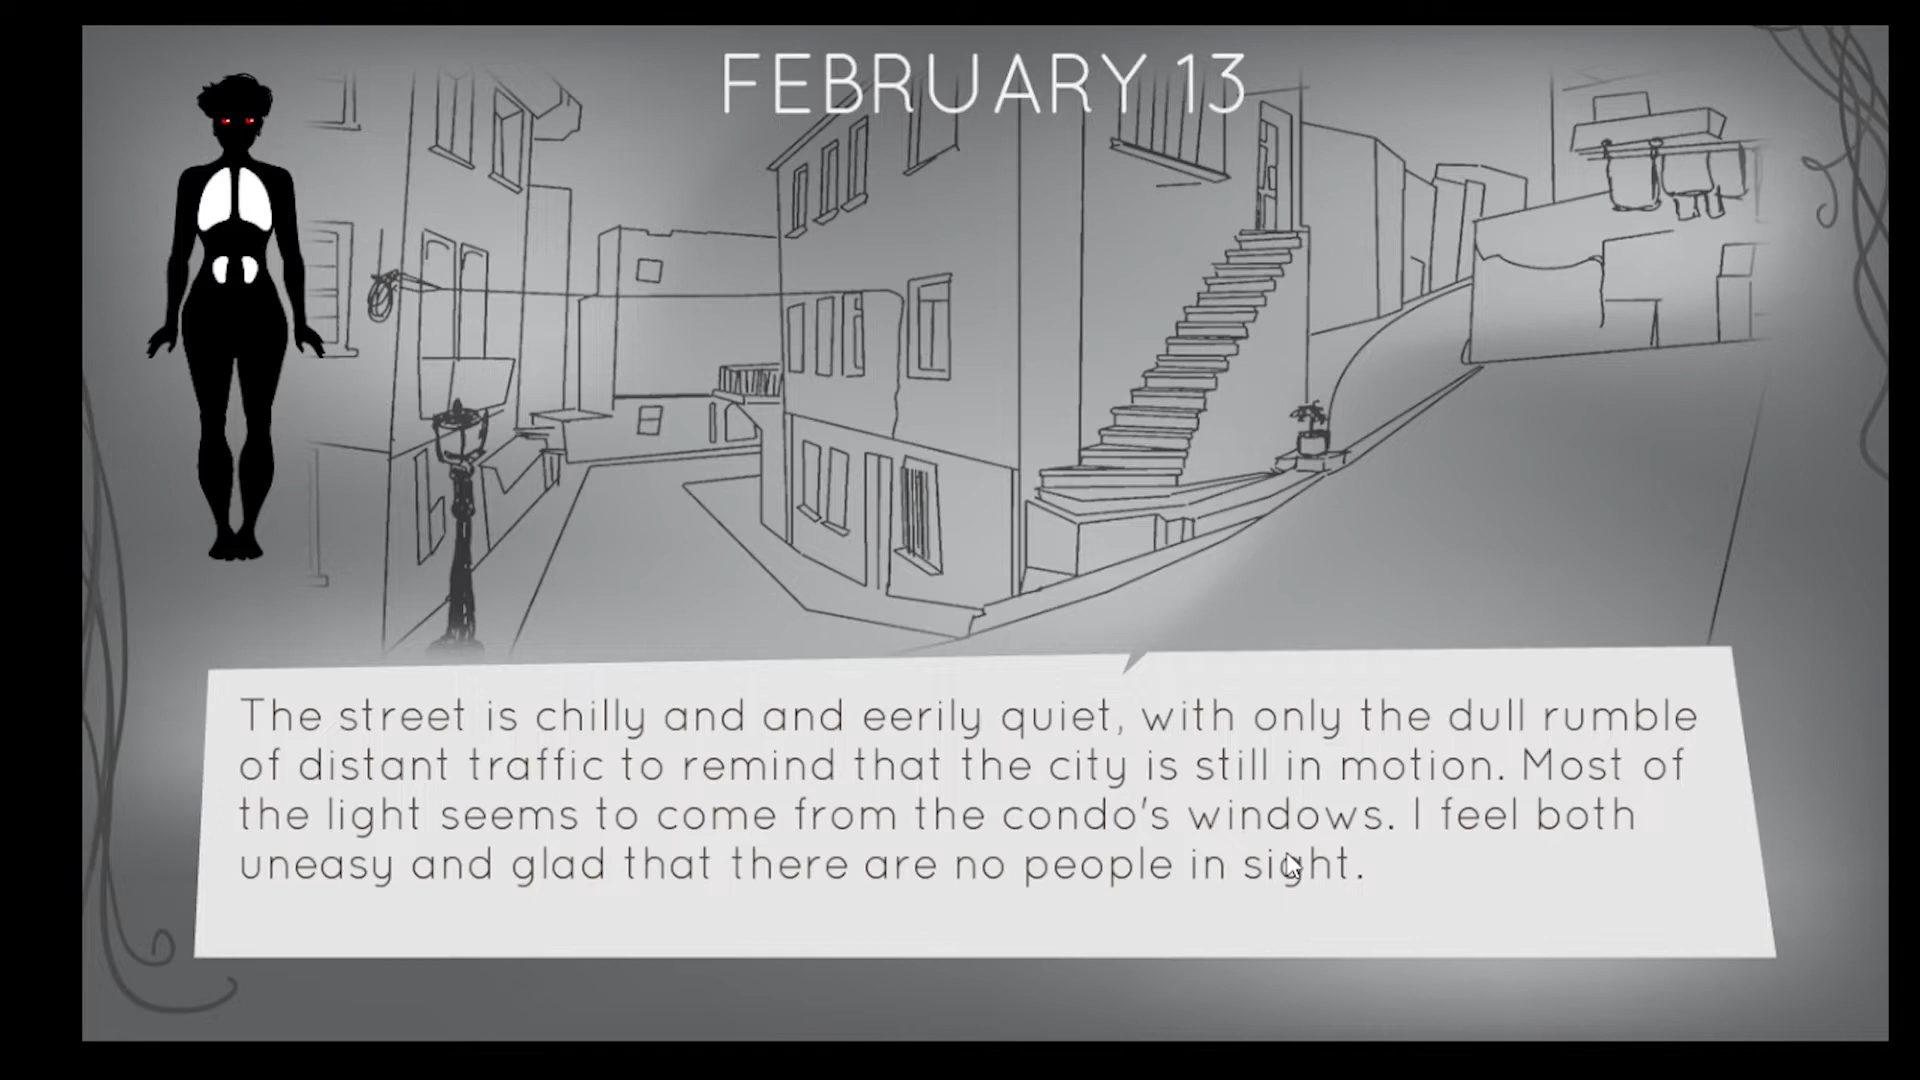 FEBRUARY 13
The street is chilly and and eerily quiet, with only the dull rumble
of distant traffic to remind that the city is still in motion. Most of
the light seems to come from the condo's windows. I feel both
uneasy and glad that there are no people in sight.